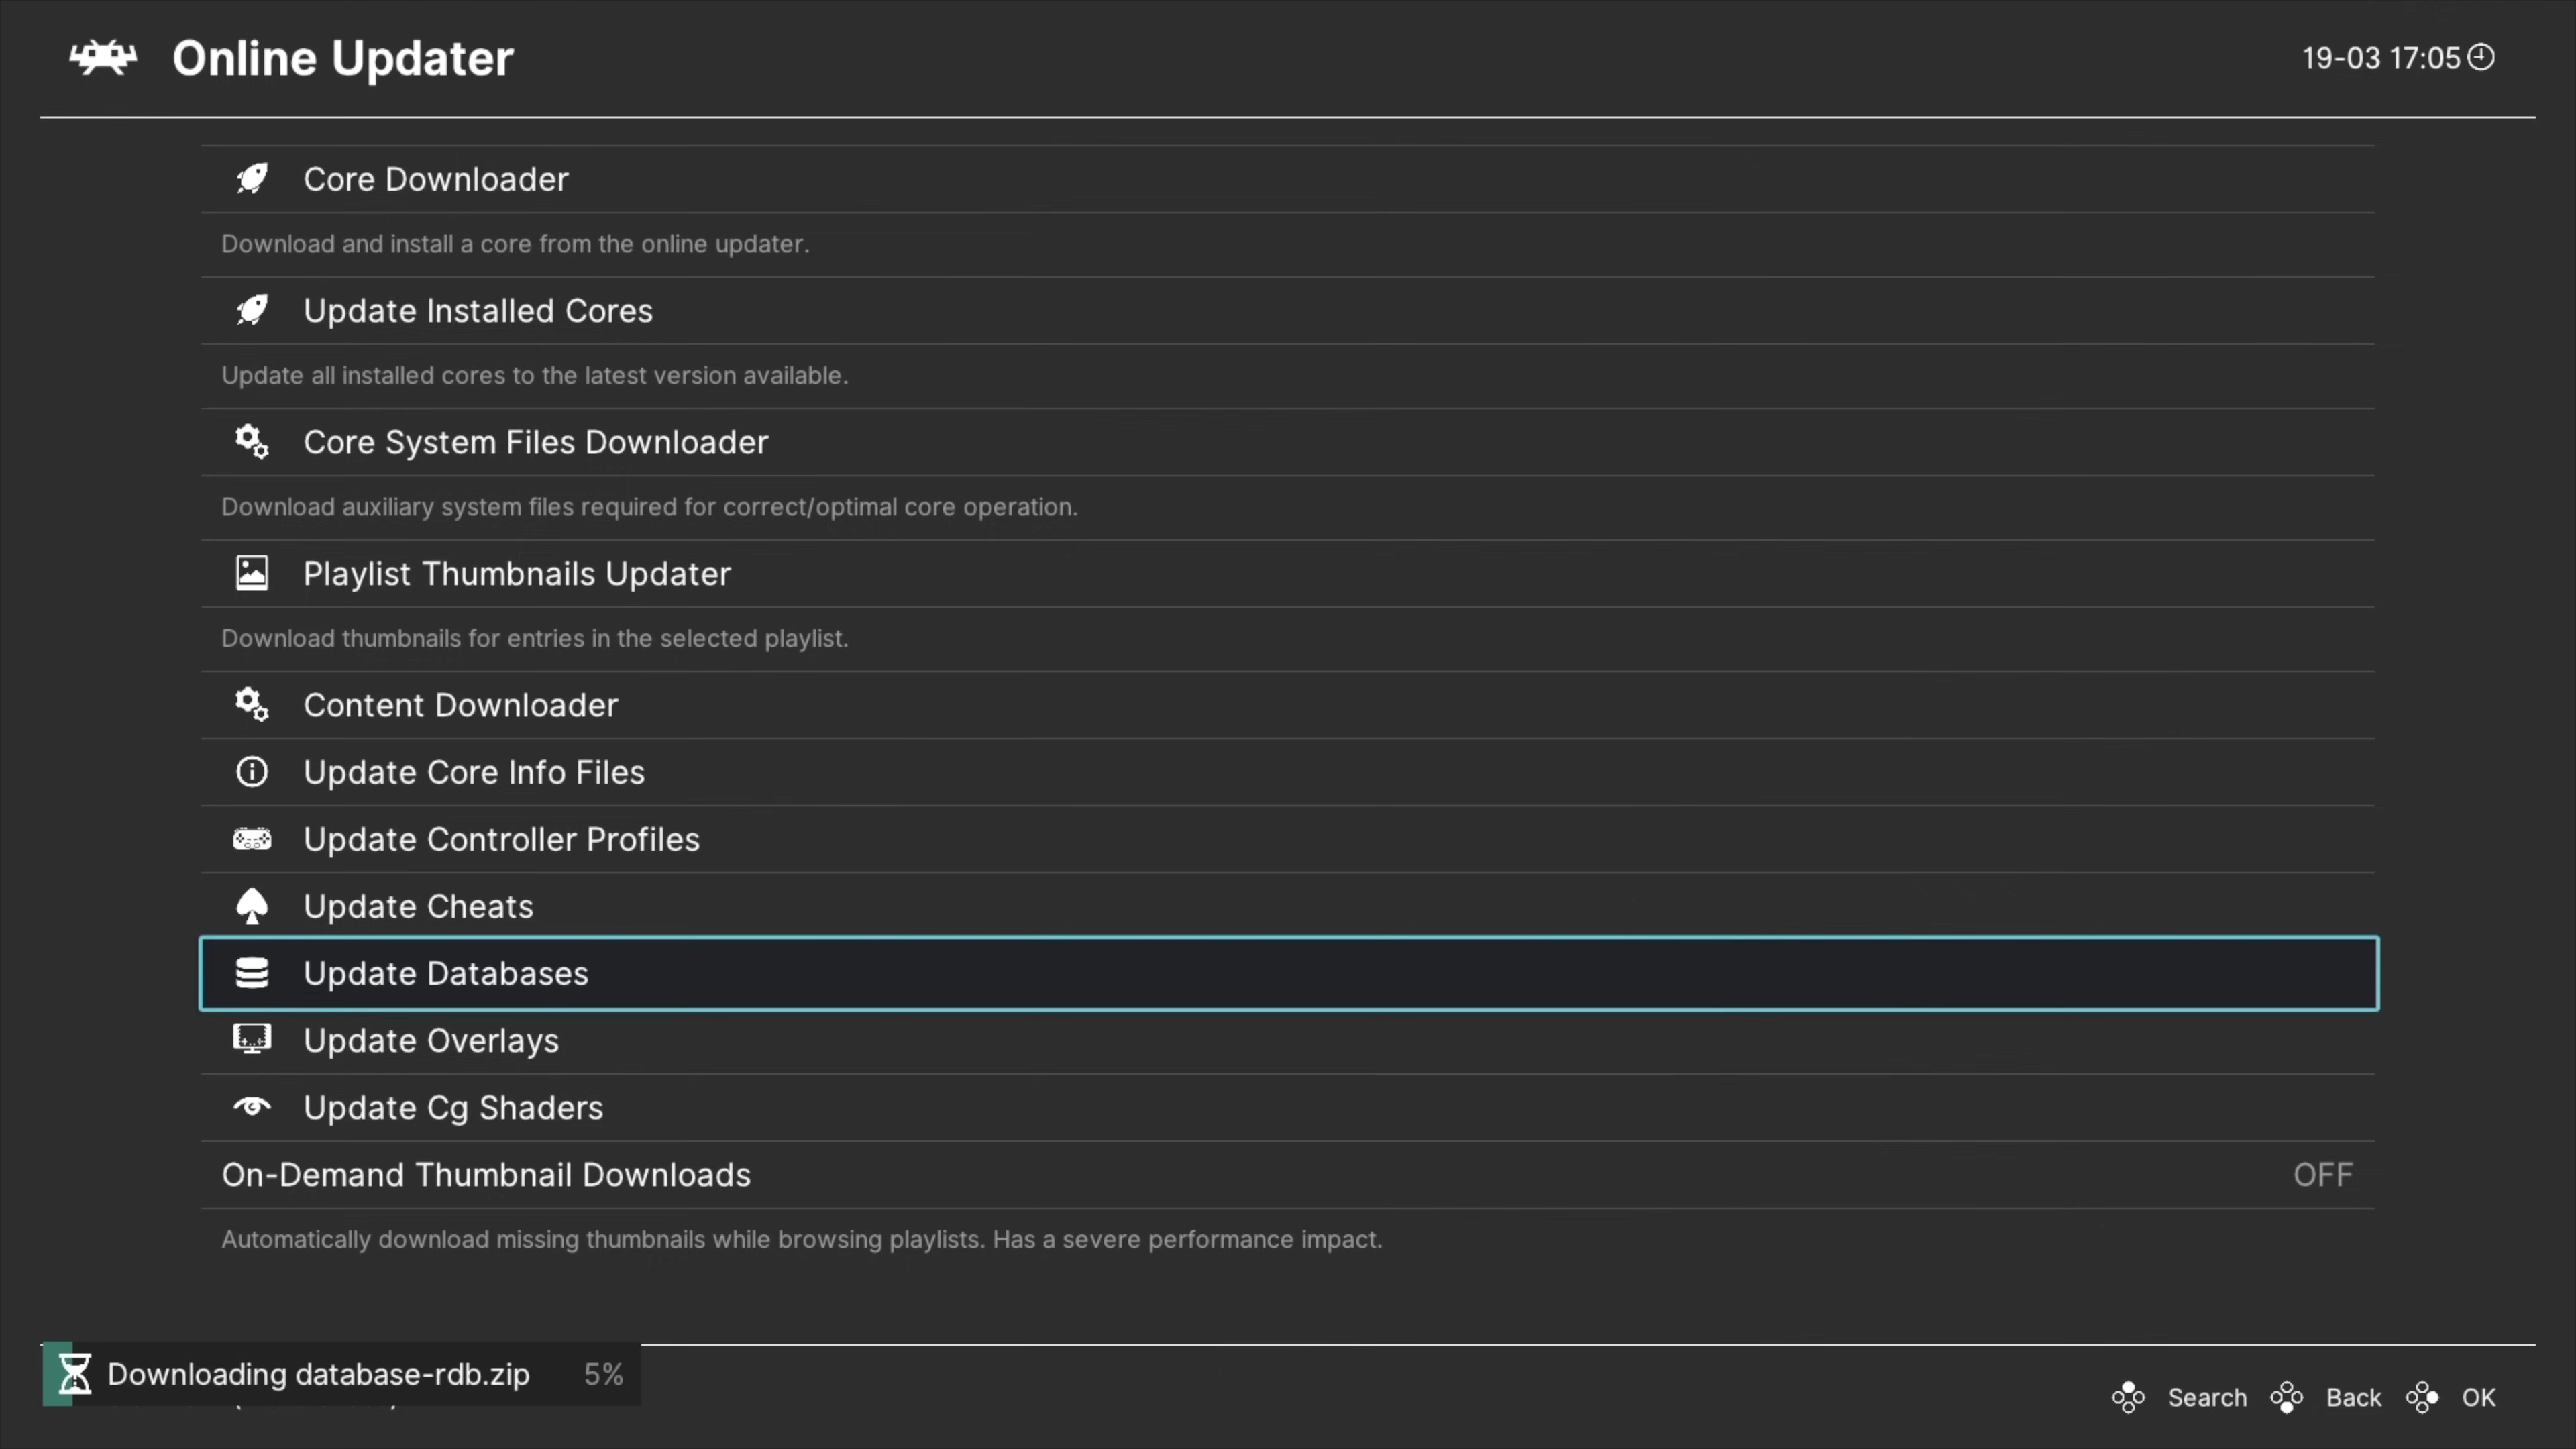 Online Updater
19-03 17:05
Core Downloader
Download and install a core from the online updater.
Update Installed Cores
Update all installed cores to the latest version available.
Core System Files Downloader
Download auxiliary system files required for correct/optimal core operation.
Playlist Thumbnails Updater
Download thumbnails for entries in the selected playlist.
Content Downloader
Update Core Info Files
Update Controller Profiles
Update Cheats
Update Databases
Update Overlays
Update Cg Shaders
On-Demand Thumbnail Downloads OFF
Automatically download missing thumbnails while browsing playlists. Has a severe performance impact.
Downloading database-rdb.zip 5%
Search Back OK